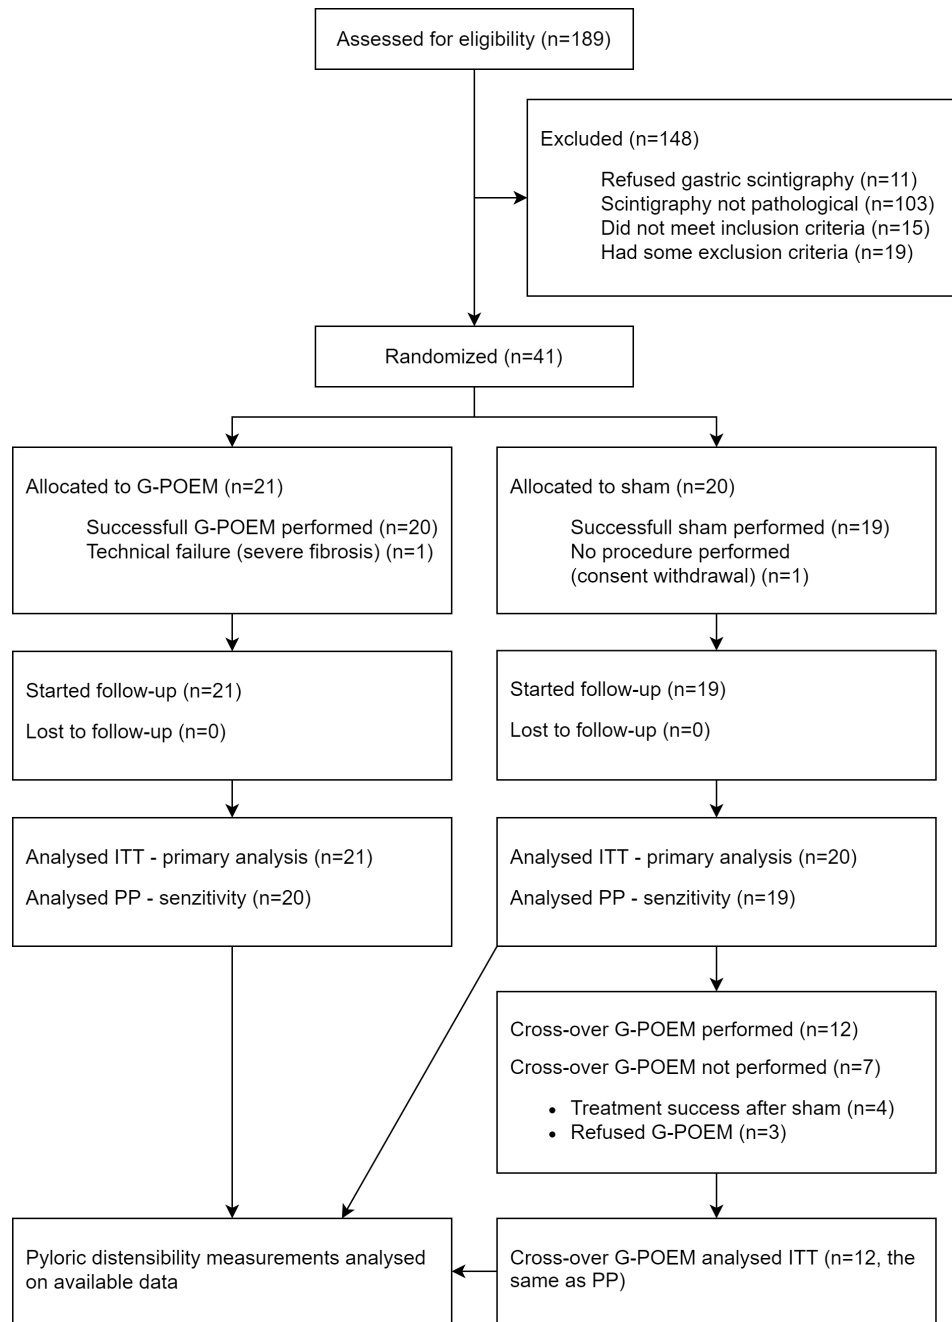 Assessed for eligibility (n=189)
Excluded (n=148)
Refused gastric scintigraphy (n=11)
Scintigraphy not pathological (n=103)
Did not meet inclusion criteria (n=15)
Had some exclusion criteria (n=19)
Randomized (n=41)
Allocated to G-POEM (n=21)
Successfull G-POEM performed (n=20)
Technical failure (severe fibrosis) (n=1)
Allocated to sham (n=20)
Successfull sham performed (n=19)
No procedure performed
(consent withdrawal) (n=1)
Started follow-up (n=21)
Lost to follow-up (n=0)
Started follow-up (n=19)
Lost to follow-up (n=0)
Analysed ITT - primary analysis (n=21)
Analysed PP - senzitivity (n=20)
Analysed ITT - primary analysis (n=20)
Analysed PP - senzitivity (n=19)
Cross-over G-POEM performed (n=12)
Cross-over G-POEM not performed (n=7)
• Treatment success after sham (n=4)
• Refused G-POEM (n=3)
Pyloric distensibility measurements analysed
on available data
Cross-over G-POEM analysed ITT (n=12, the
same as PP)